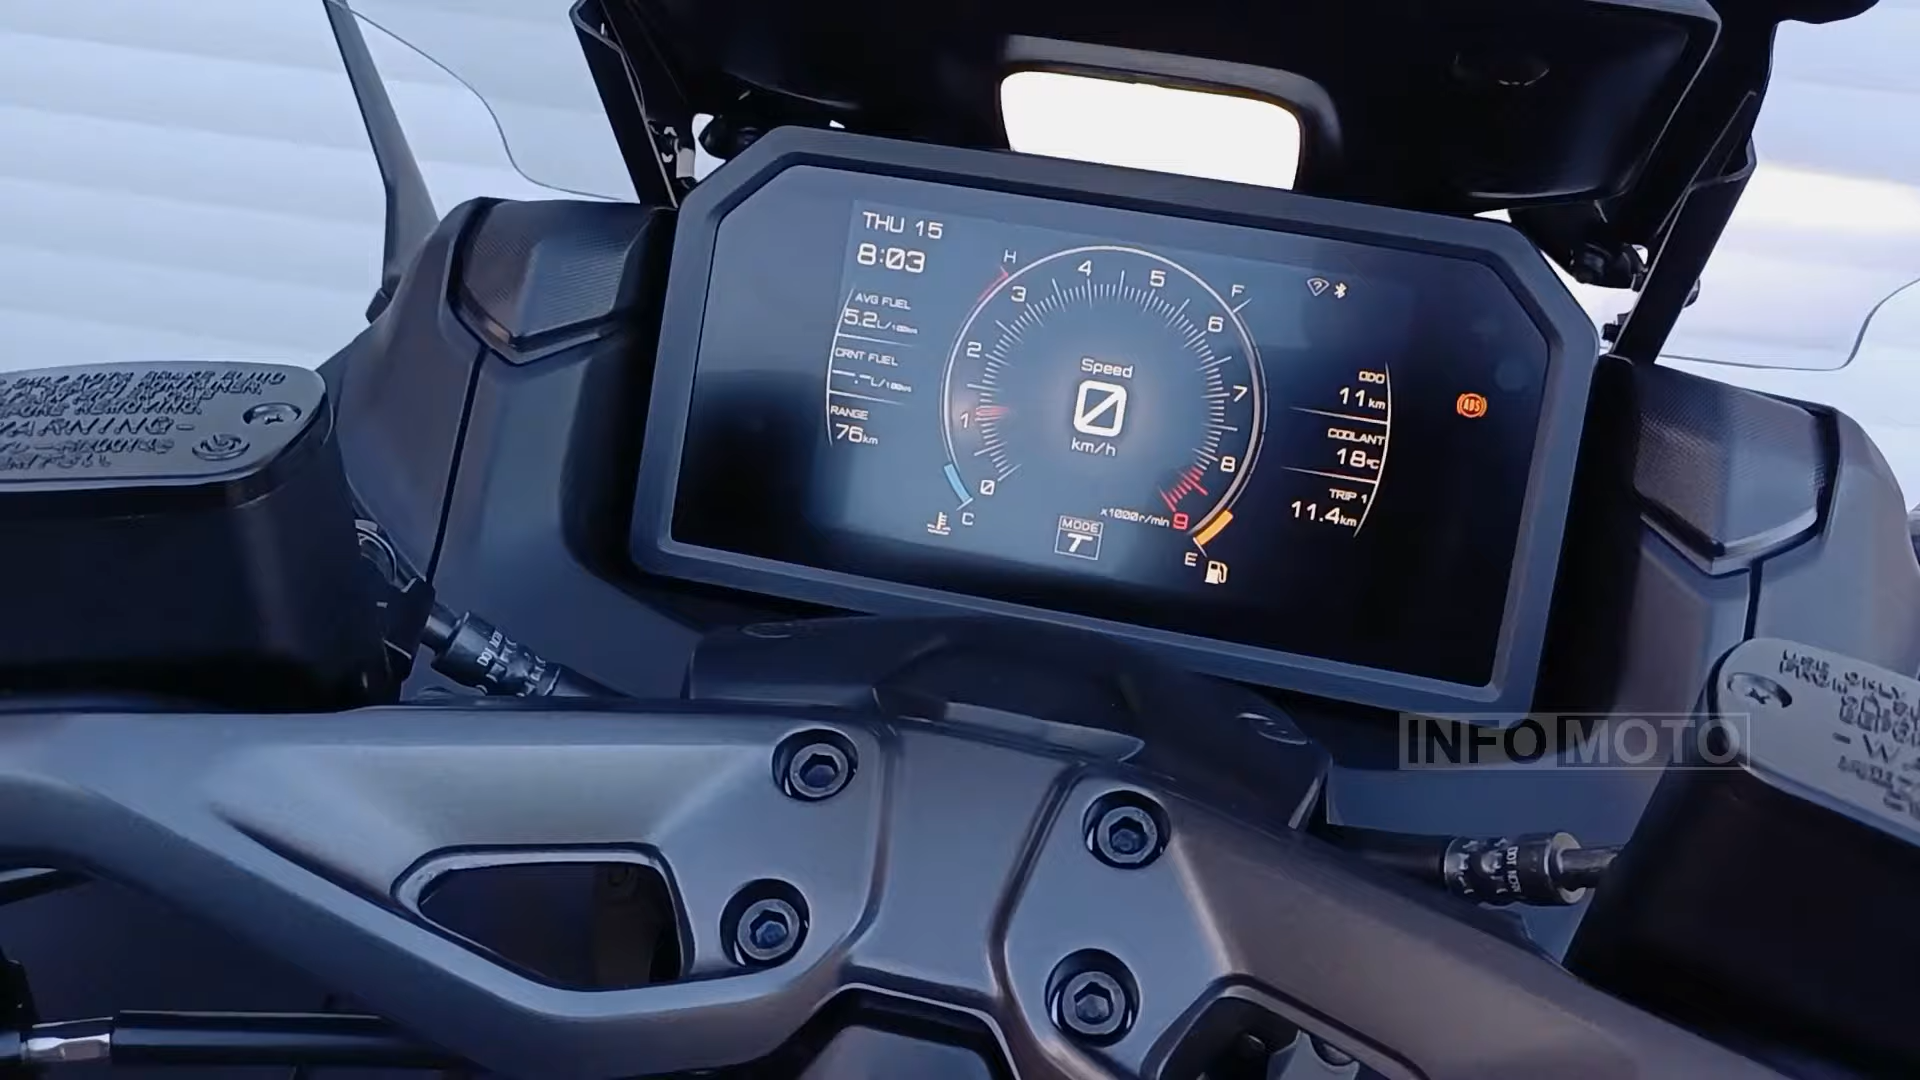 THU 15
8:03
AVG FUEL
5.2L/100km
CRNT FUEL
--.-L/100km
RANGE
76km
H
F
C
E
0
1
2
3
4
5
6
7
8
9
x1000r/min
Speed
0
km/h
MODE
T
ODO
11km
COOLANT
18°C
TRIP 1
11.4km
ABS
WARNING-
INFOMOTO